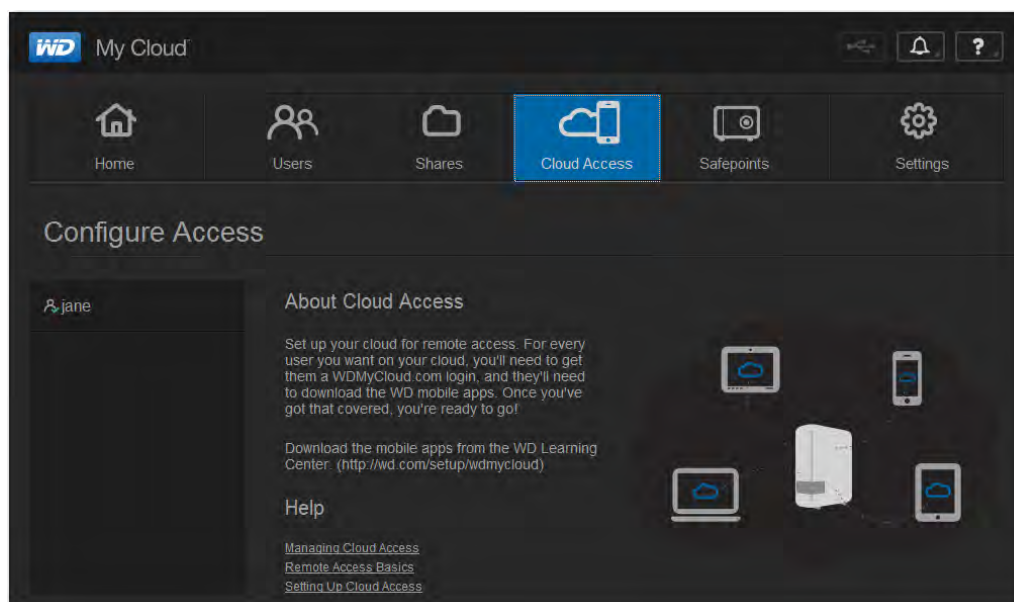 WD My Cloud
?
Home Users Shares Cloud Access Safepoints Settings
Configure Access
jane
About Cloud Access
Set up your cloud for remote access. For every
user you want on your cloud, you'll need to get
them a WDMyCloud.com login, and they'll need
to download the WD mobile apps. Once you've
got that covered, you're ready to go!
Download the mobile apps from the WD Learning
Center. (http://wd.com/setup/wdmycloud)
Help
Managing Cloud Access
Remote Access Basics
Setting Up Cloud Access